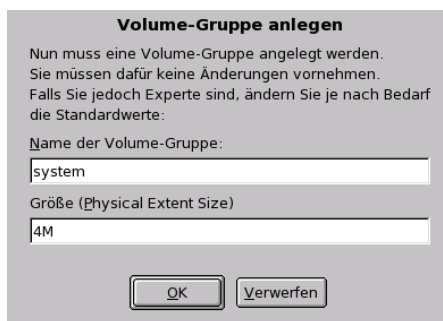 Volume-Gruppe anlegen
Nun muss eine Volume-Gruppe angelegt werden.
Sie müssen dafür keine Änderungen vornehmen.
Falls Sie jedoch Experte sind, ändern Sie je nach Bedarf
die Standardwerte:
Name der Volume-Gruppe:
system
Größe (Physical Extent Size)
4M
OK Verwerfen